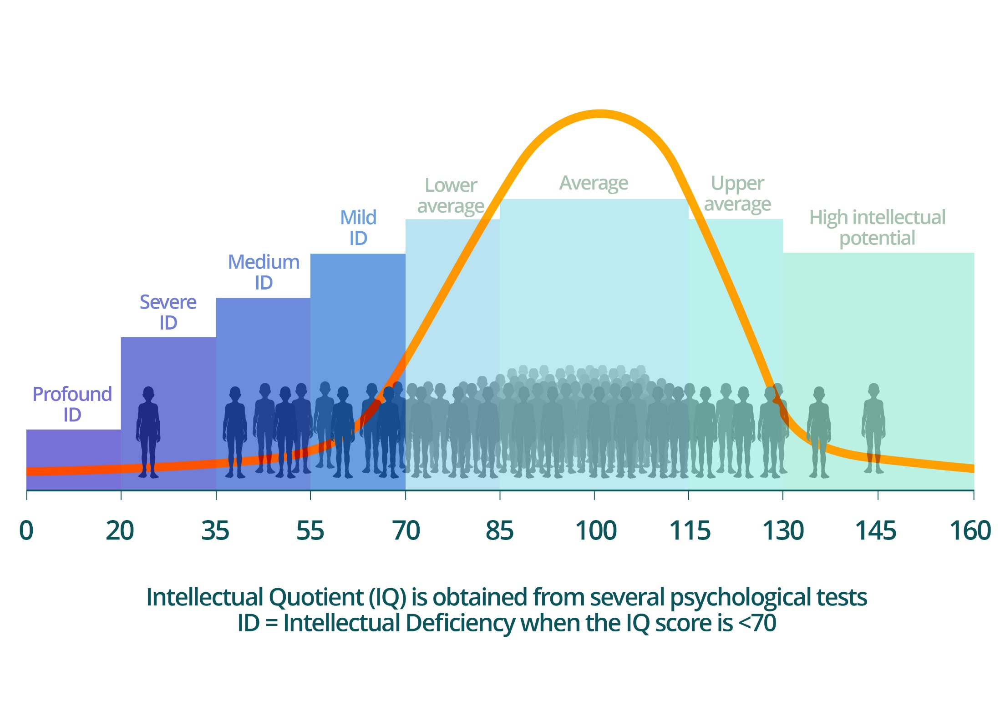 Profound
ID
Severe
ID
Medium
ID
Mild
ID
Lower
average
Average
Upper
average
High intellectual
potential
0 20 35 55 70 85 100 115 130 145 160
Intellectual Quotient (IQ) is obtained from several psychological tests
ID = Intellectual Deficiency when the IQ score is <70